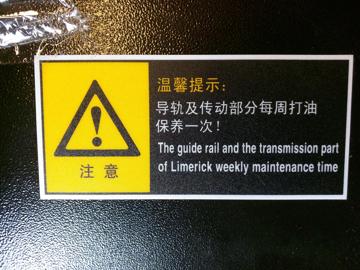 温馨提示：
导轨及传动部分每周打油
保养一次！
The guide rail and the transmission part
of Limerick weekly maintenance time
注意